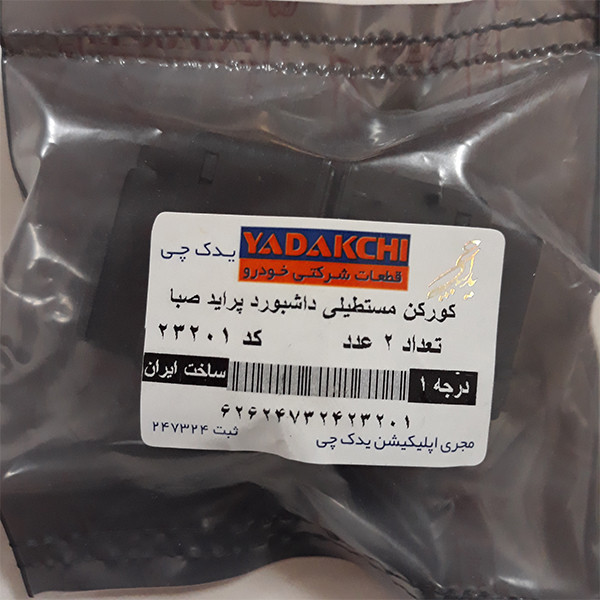 یدک چی YADAKCHI
قطعات شرکتی خودرو
کورکن مستطیلی داشبورد پراید صبا
تعداد ۲ عدد کد ۲۳۲۰۱
درجه ۱ ساخت ایران
۶۲۶۲۴۷۳۲۴۲۳۲۰۱
مجری اپلیکیشن یدک چی ثبت ۲۴۷۳۲۴